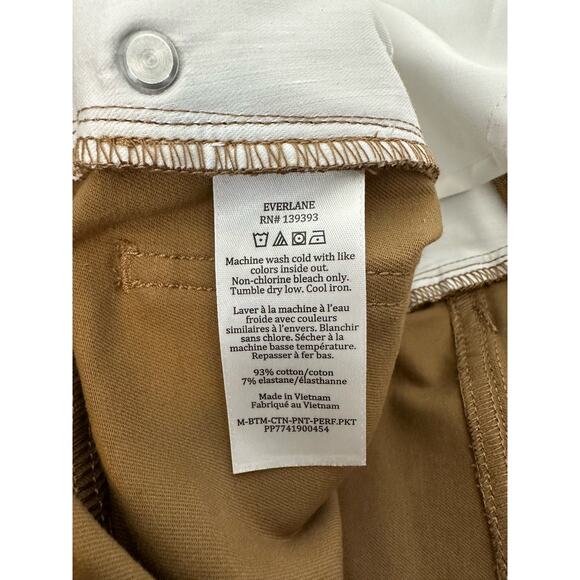 EVERLANE
RN# 139393
Machine wash cold with like
colors inside out.
Non-chlorine bleach only.
Tumble dry low. Cool iron.
Laver à la machine à l'eau
froide avec couleurs
similaires à l'envers. Blanchir
sans chlore. Sécher à la
machine basse température.
Repasser à fer bas.
93% cotton/coton
7% elastane/élasthanne
Made in Vietnam
Fabriqué au Vietnam
M-BTM-CTN-PNT-PERF.PKT
PP7741900454